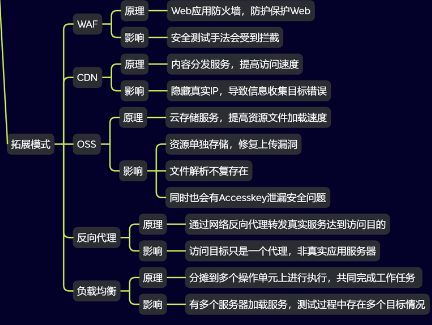 拓展模式
WAF
原理
Web应用防火墙，防护保护Web
影响
安全测试手法会受到拦截
CDN
原理
内容分发服务，提高访问速度
影响
隐藏真实IP，导致信息收集目标错误
OSS
原理
云存储服务，提高资源文件加载速度
影响
资源单独存储，修复上传漏洞
文件解析不复存在
同时也会有Accesskey泄漏安全问题
反向代理
原理
通过网络反向代理转发真实服务达到访问目的
影响
访问目标只是一个代理，非真实应用服务器
负载均衡
原理
分摊到多个操作单元上进行执行，共同完成工作任务
影响
有多个服务器加载服务，测试过程中存在多个目标情况